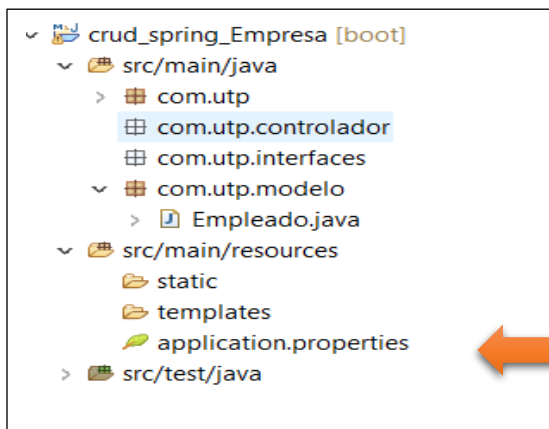 crud_spring_Empresa [boot]
src/main/java
com.utp
com.utp.controlador
com.utp.interfaces
com.utp.modelo
Empleado.java
src/main/resources
static
templates
application.properties
src/test/java